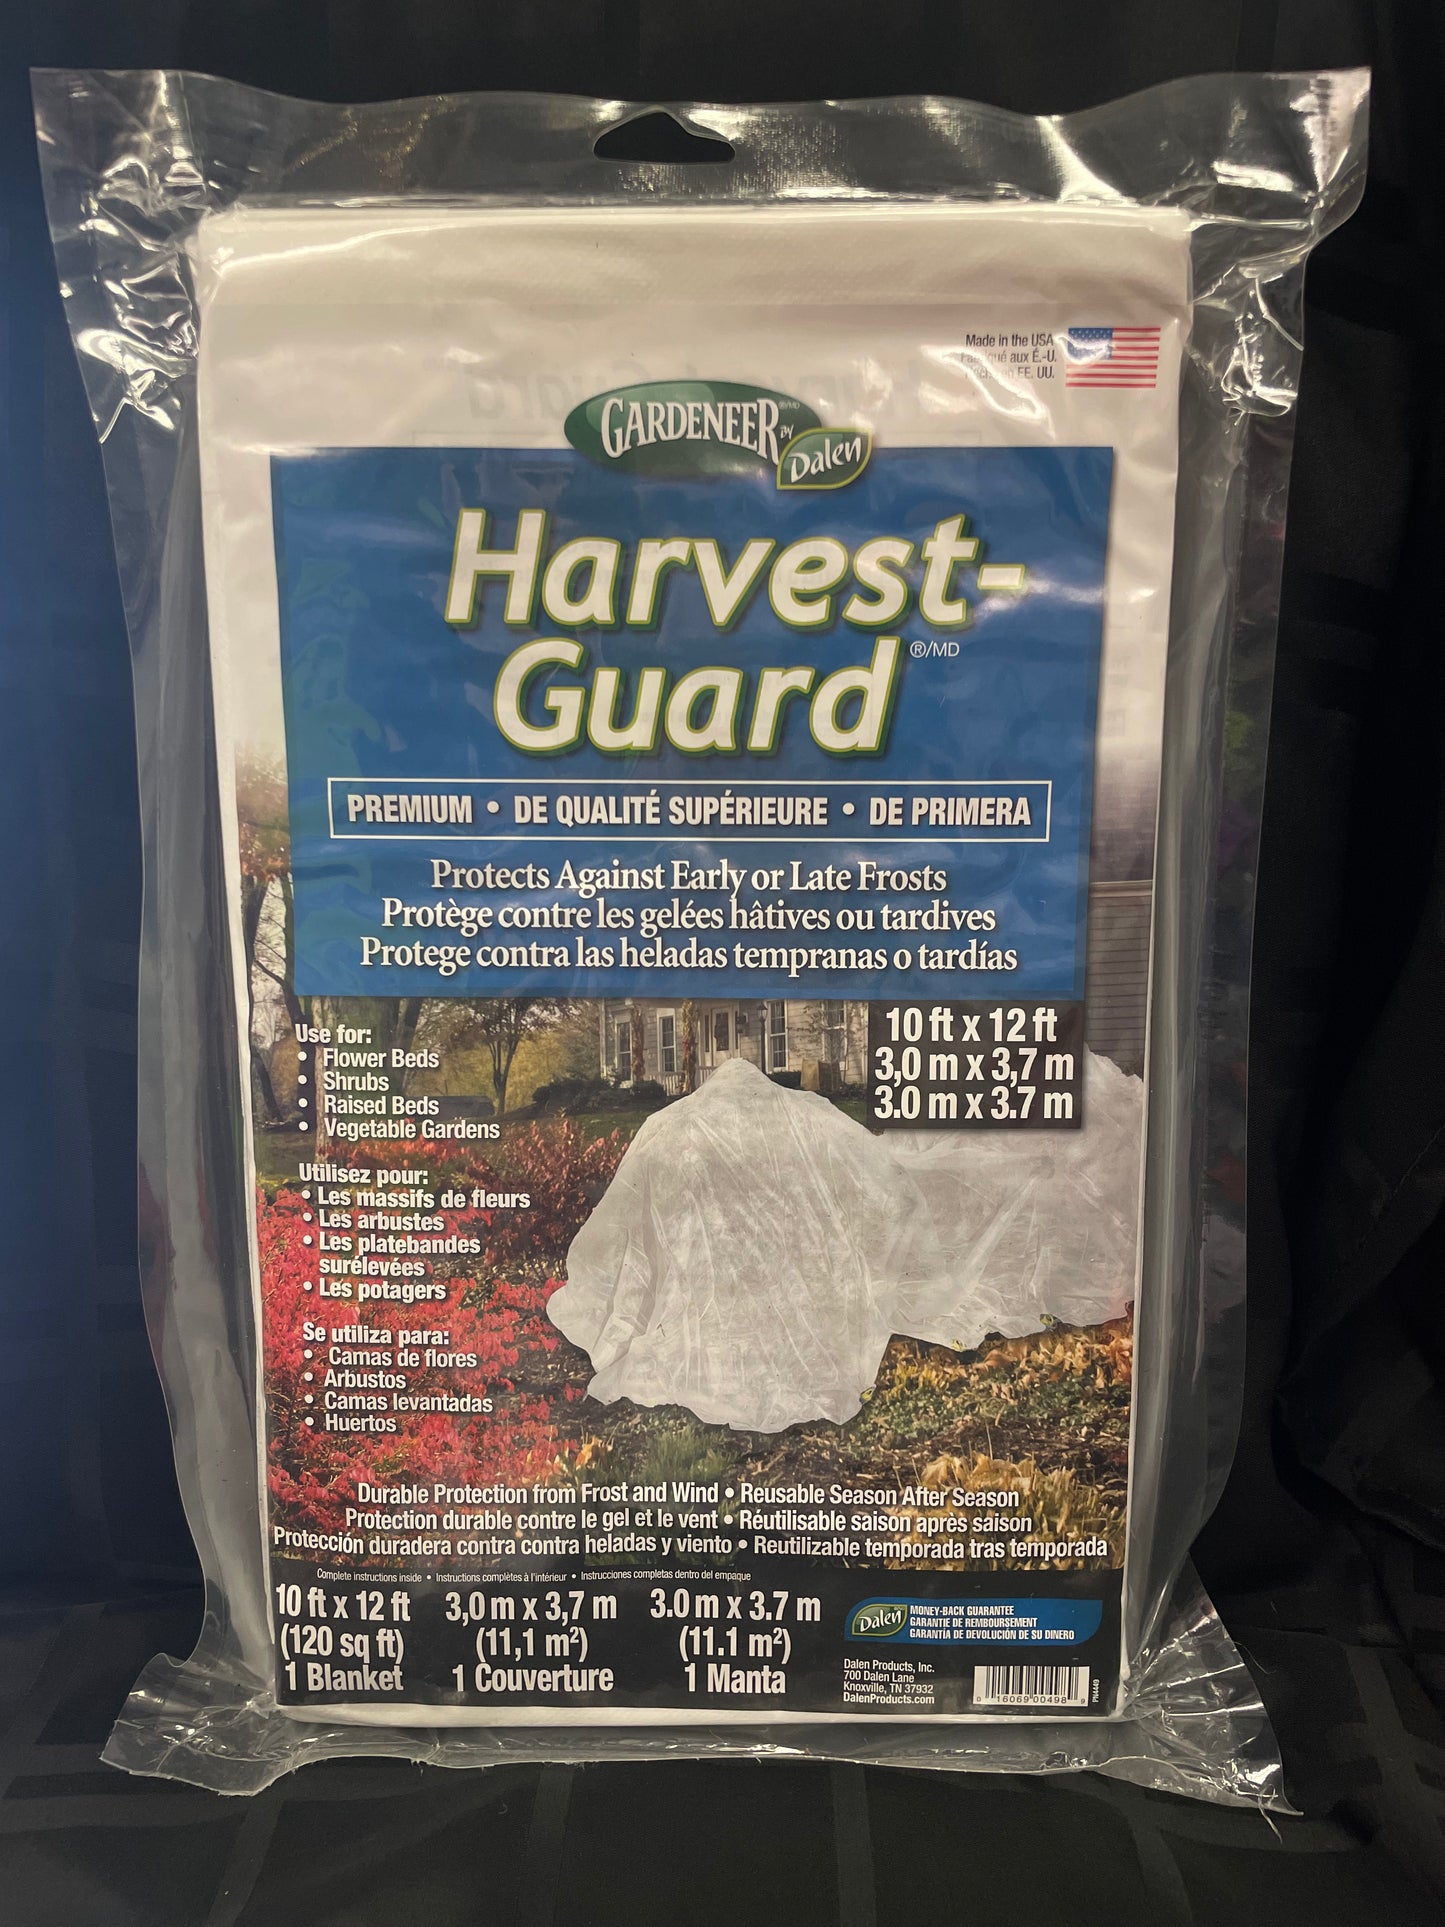 Made in the USA
aux É.-U.
EE. UU.
GARDENEER BY
®/MD
Dalen
Harvest-
Guard ®/MD
PREMIUM • DE QUALITÉ SUPÉRIEURE • DE PRIMERA
Protects Against Early or Late Frosts
Protège contre les gelées hâtives ou tardives
Protege contra las heladas tempranas o tardías
10 ft x 12 ft
3,0 m x 3,7 m
3.0 m x 3.7 m
Use for:
• Flower Beds
• Shrubs
• Raised Beds
• Vegetable Gardens
Utilisez pour:
• Les massifs de fleurs
• Les arbustes
• Les platebandes
surélevées
• Les potagers
Se utiliza para:
• Camas de flores
• Arbustos
• Camas levantadas
• Huertos
Durable Protection from Frost and Wind • Reusable Season After Season
Protection durable contre le gel et le vent • Réutilisable saison après saison
Protección duradera contra contra heladas y viento • Reutilizable temporada tras temporada
Complete instructions inside • Instructions complètes à l'intérieur • Instrucciones completas dentro del empaque
10 ft x 12 ft
(120 sq ft)
1 Blanket
3,0 m x 3,7 m
(11,1 m²)
1 Couverture
3.0 m x 3.7 m
(11.1 m²)
1 Manta
Dalen
MONEY-BACK GUARANTEE
GARANTIE DE REMBOURSEMENT
GARANTÍA DE DEVOLUCIÓN DE SU DINERO
Dalen Products, Inc.
700 Dalen Lane
Knoxville, TN 37932
DalenProducts.com
0 16069 00498 9
PN4449